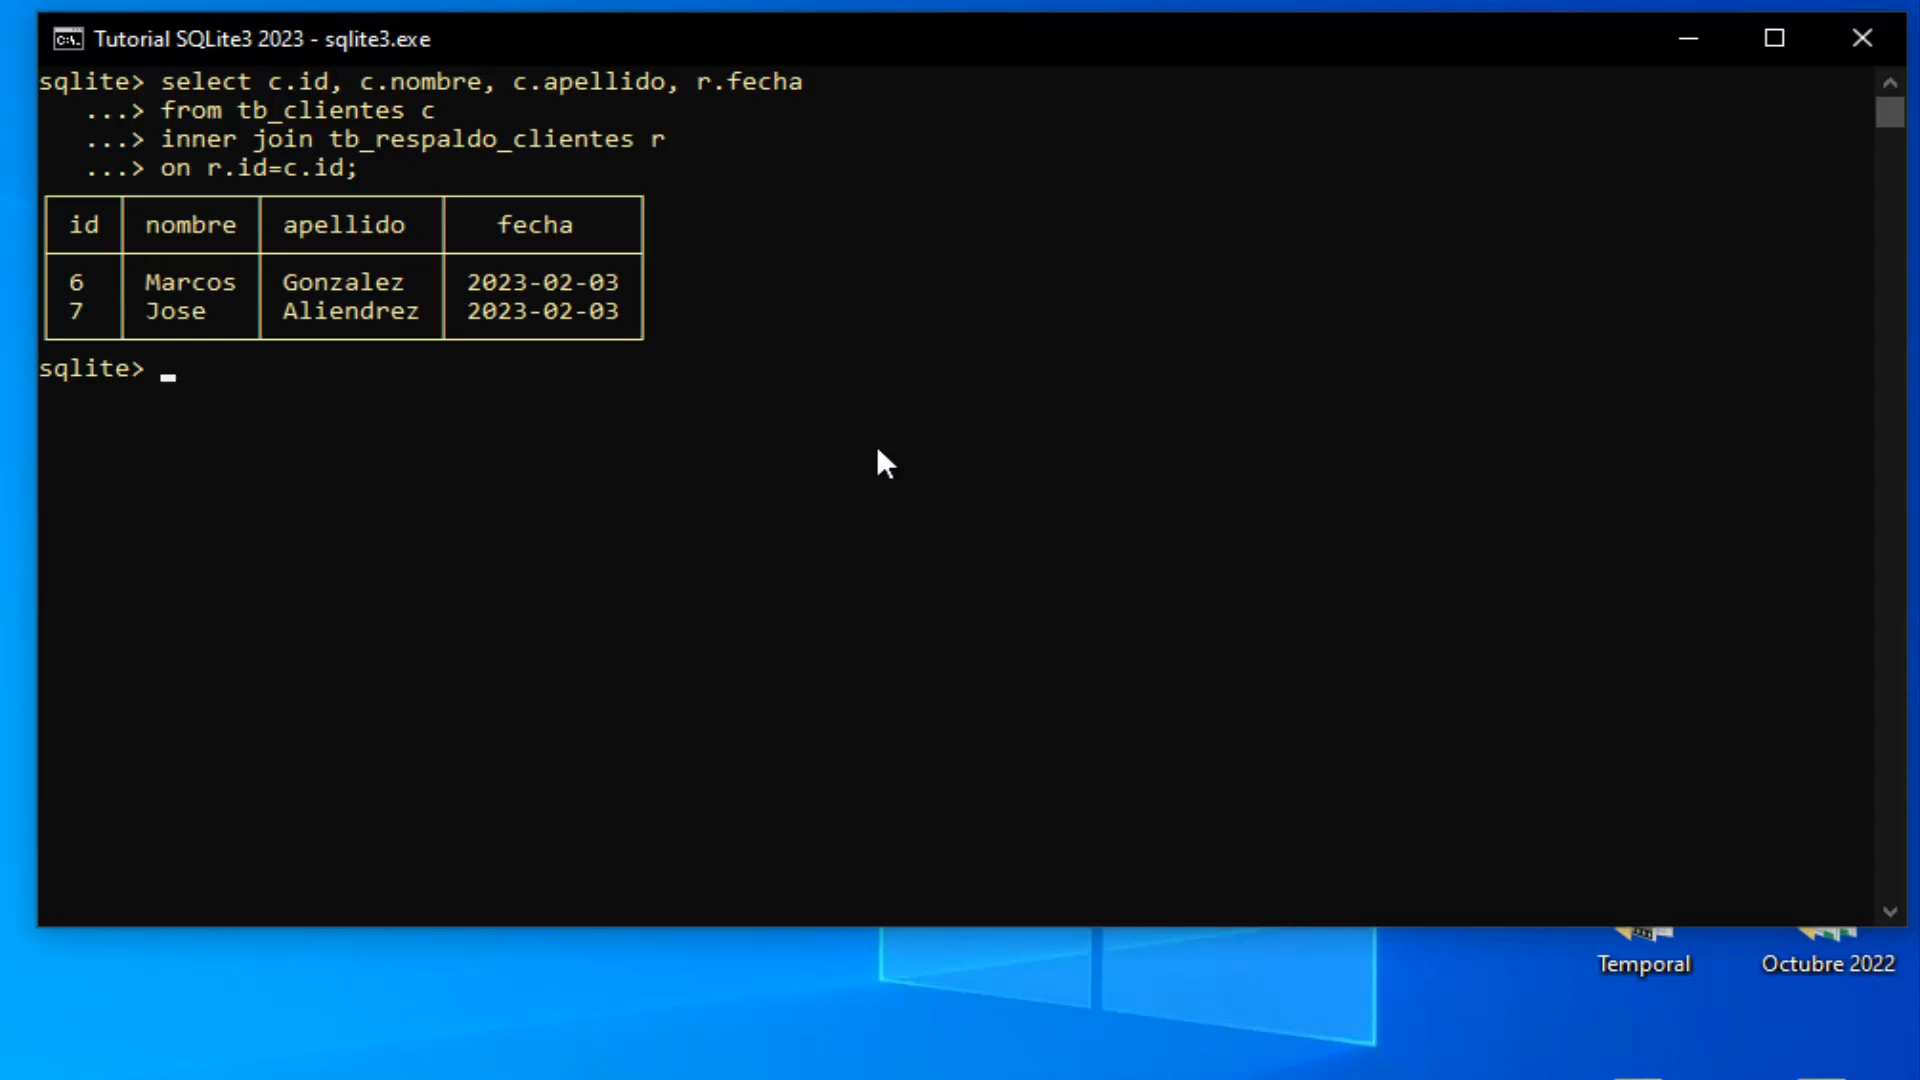 Tutorial SQLite3 2023 - sqlite3.exe
sqlite> select c.id, c.nombre, c.apellido, r.fecha
...> from tb_clientes c
...> inner join tb_respaldo_clientes r
...> on r.id=c.id;
id nombre apellido fecha
6 Marcos Gonzalez 2023-02-03
7 Jose Aliendrez 2023-02-03
sqlite>
Temporal Octubre 2022